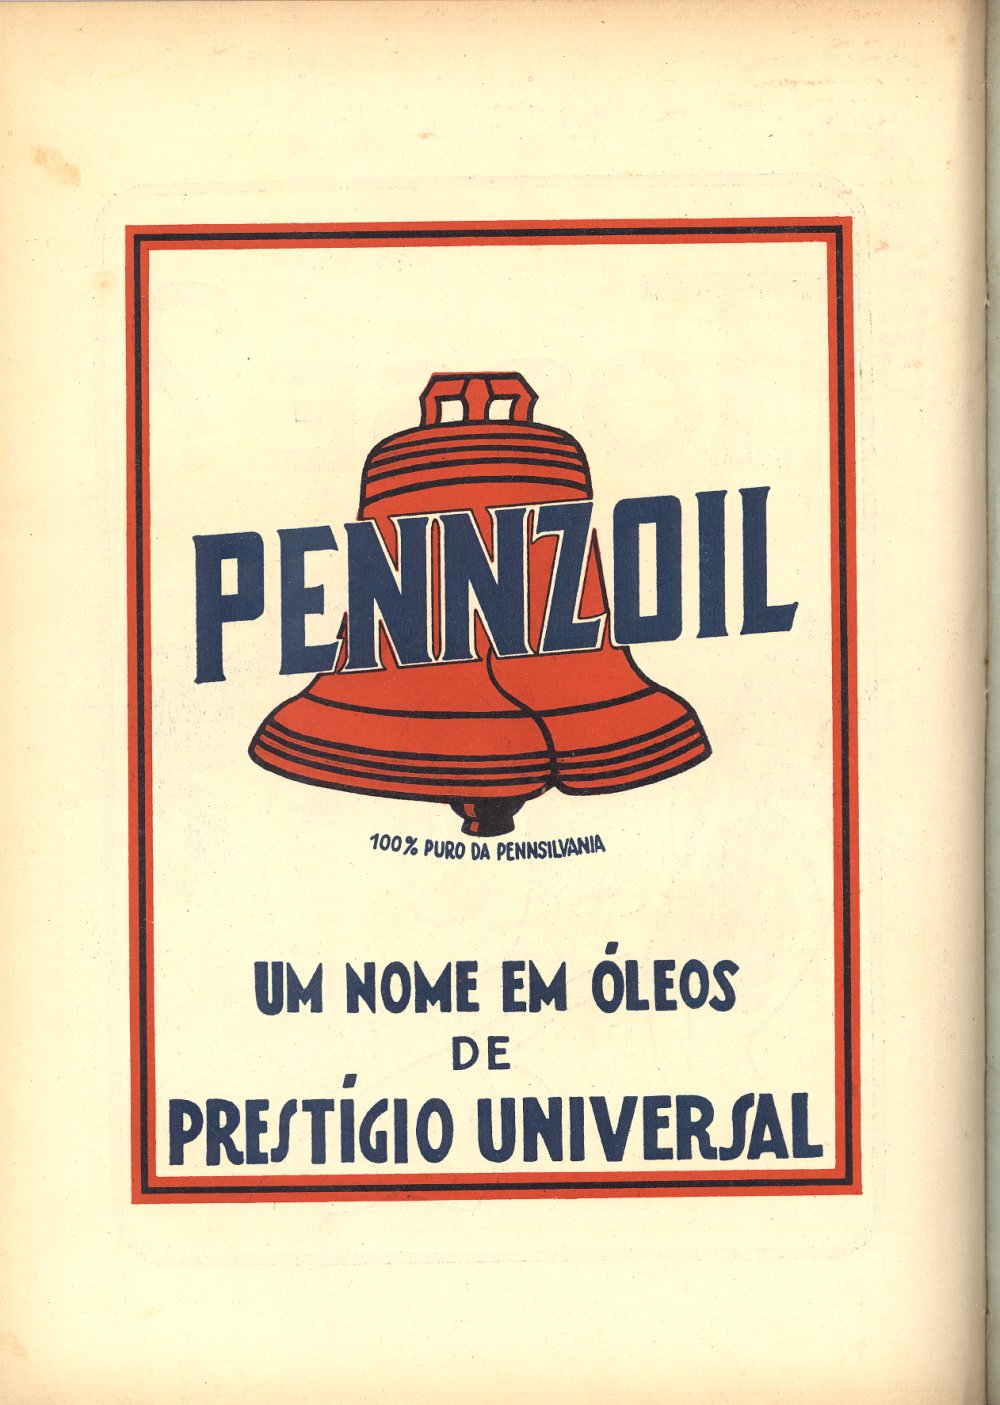 PENNZOIL
100% PURO DA PENNSILVANIA
UM NOME EM ÓLEOS
DE
PRESTÍGIO UNIVERSAL